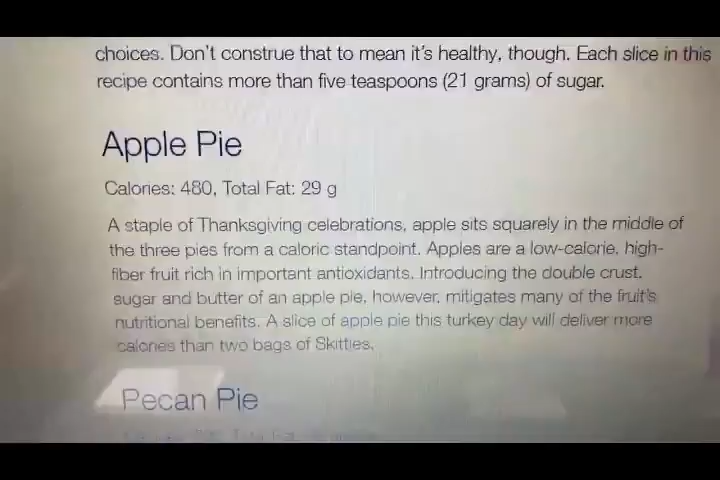 choices. Don't construe that to mean it's healthy, though. Each slice in this
recipe contains more than five teaspoons (21 grams) of sugar.
Apple Pie
Calories: 480, Total Fat: 29 g
A staple of Thanksgiving celebrations, apple sits squarely in the middle of
the three pies from a caloric standpoint. Apples are a low-calorie, high-
fiber fruit rich in important antioxidants. Introducing the double crust,
sugar and butter of an apple pie, however, mitigates many of the fruit's
nutritional benefits. A slice of apple pie this turkey day will deliver more
calories than two bags of Skittles.
Pecan Pie